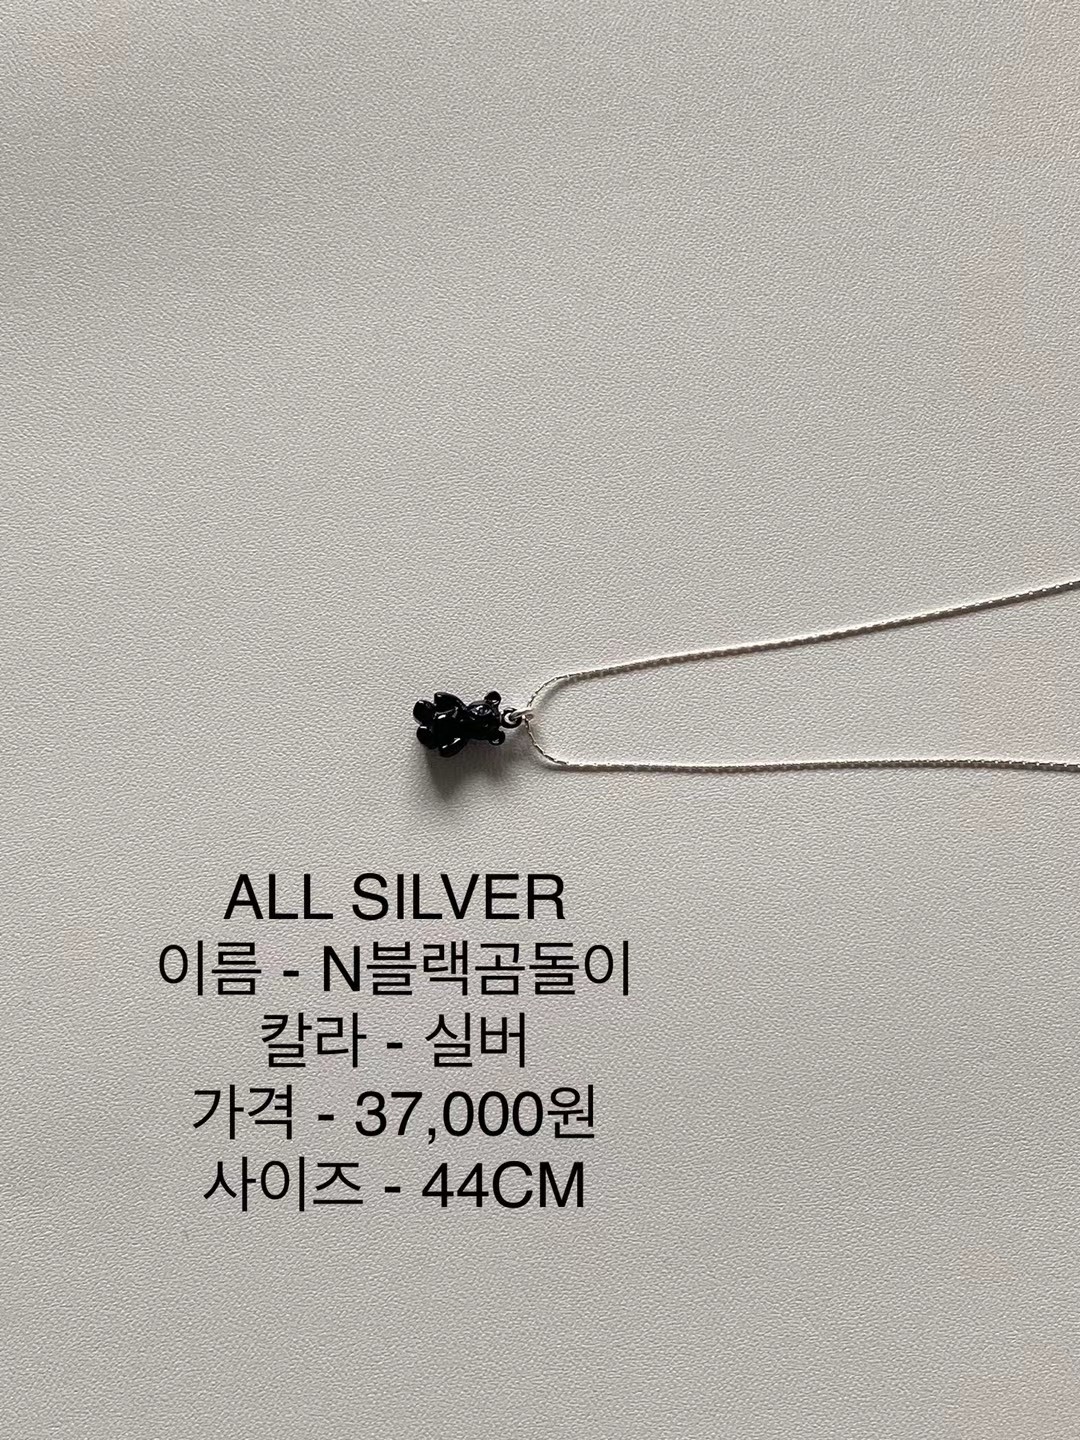 ALL SILVER
이름 - N블랙곰돌이
칼라 - 실버
가격 - 37,000원
사이즈 - 44CM